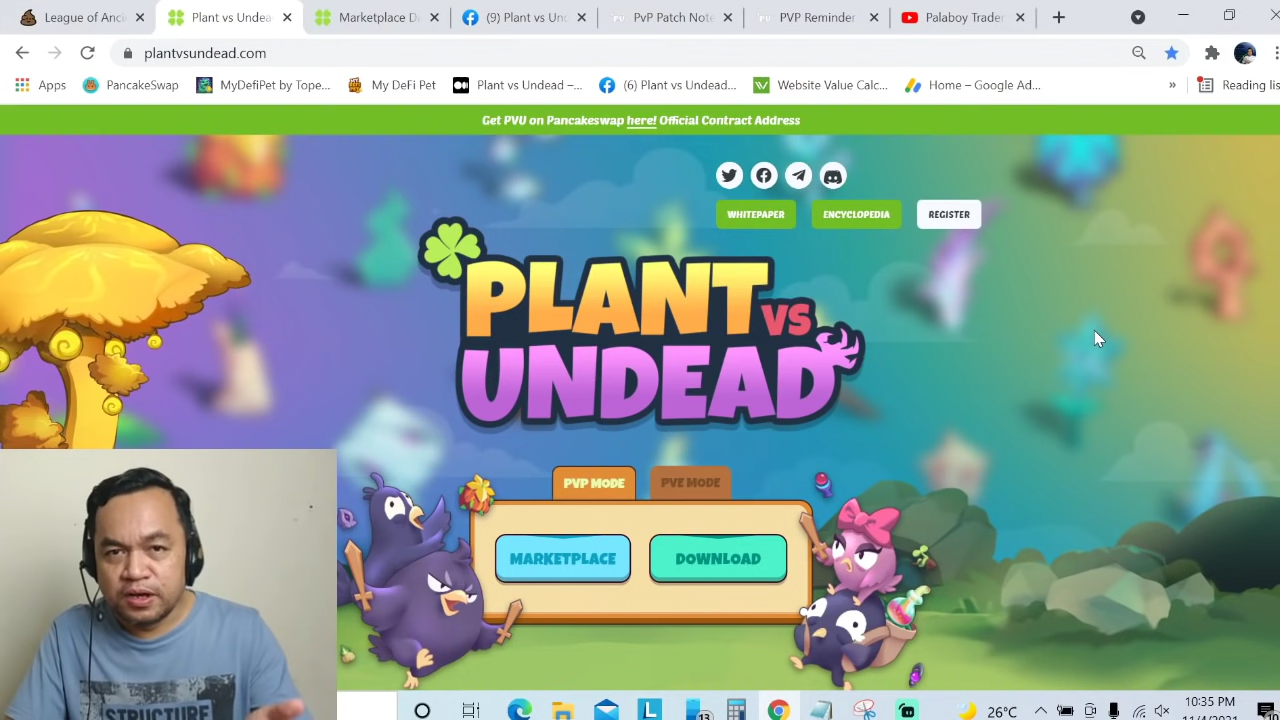 League of Anci
Plant vs Undea
Marketplace D
(9) Plant vs Unc
PvP Patch Note
PVP Reminder
Palaboy Trader
plantvsundead.com
Apps
PancakeSwap
MyDefiPet by Tope...
My DeFi Pet
Plant vs Undead –...
(6) Plant vs Undead...
Website Value Calc...
Home – Google Ad...
»
Reading list
Get PVU on Pancakeswap here! Official Contract Address
WHITEPAPER
ENCYCLOPEDIA
REGISTER
PLANT
VS
UNDEAD
PVP MODE
PVE MODE
MARKETPLACE
DOWNLOAD
STRUCTURE
26°C
10:35 PM